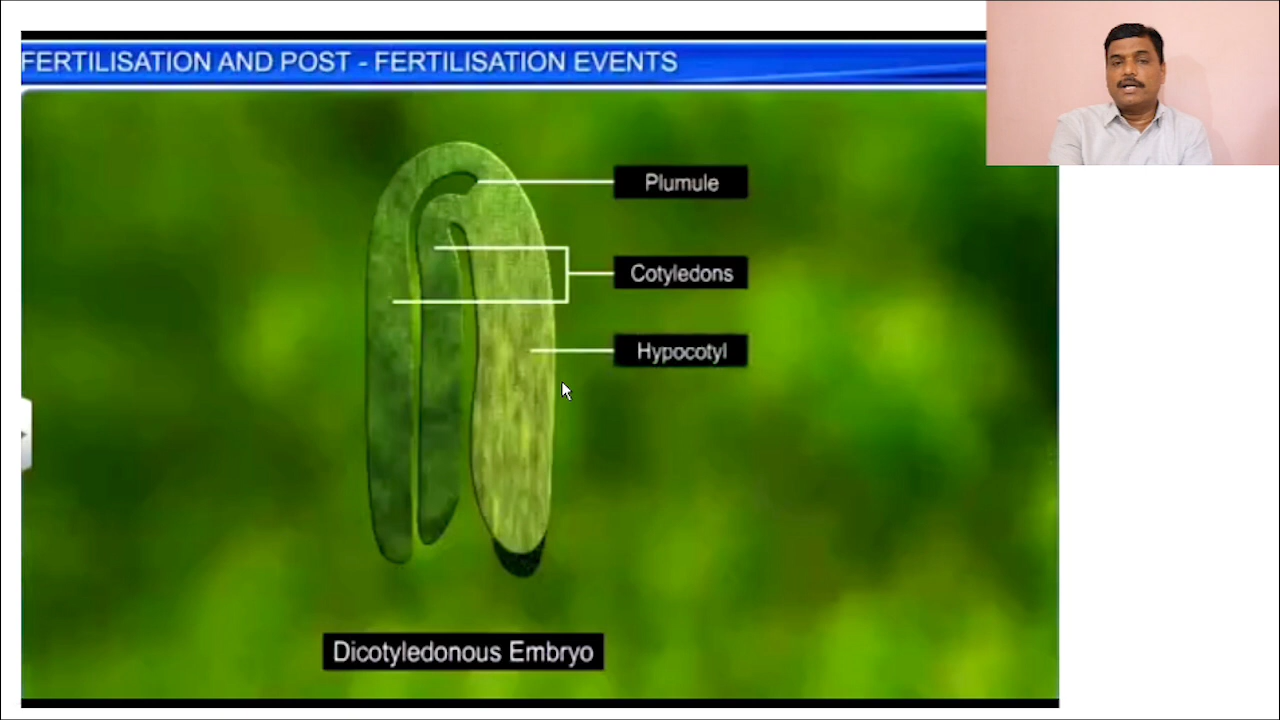 FERTILISATION AND POST - FERTILISATION EVENTS
Plumule
Cotyledons
Hypocotyl
Dicotyledonous Embryo